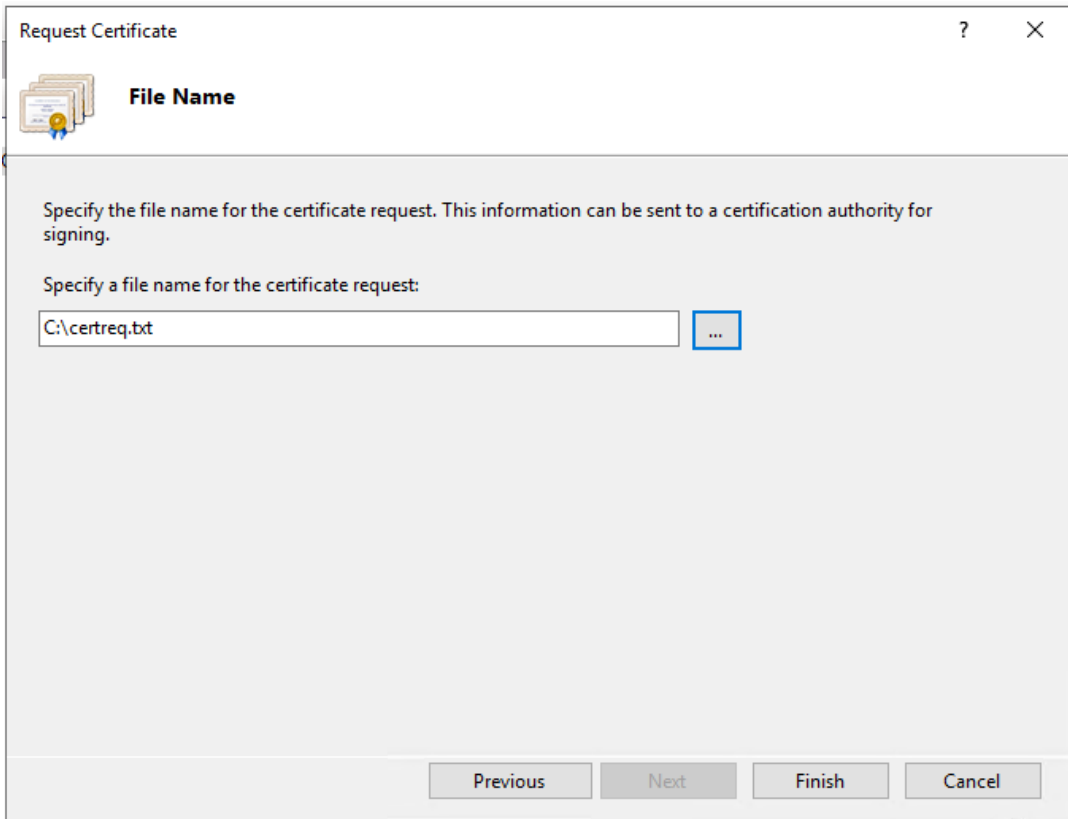 Request Certificate
?
File Name
Specify the file name for the certificate request. This information can be sent to a certification authority for
signing.
Specify a file name for the certificate request:
C:\certreq.txt
...
Previous
Next
Finish
Cancel